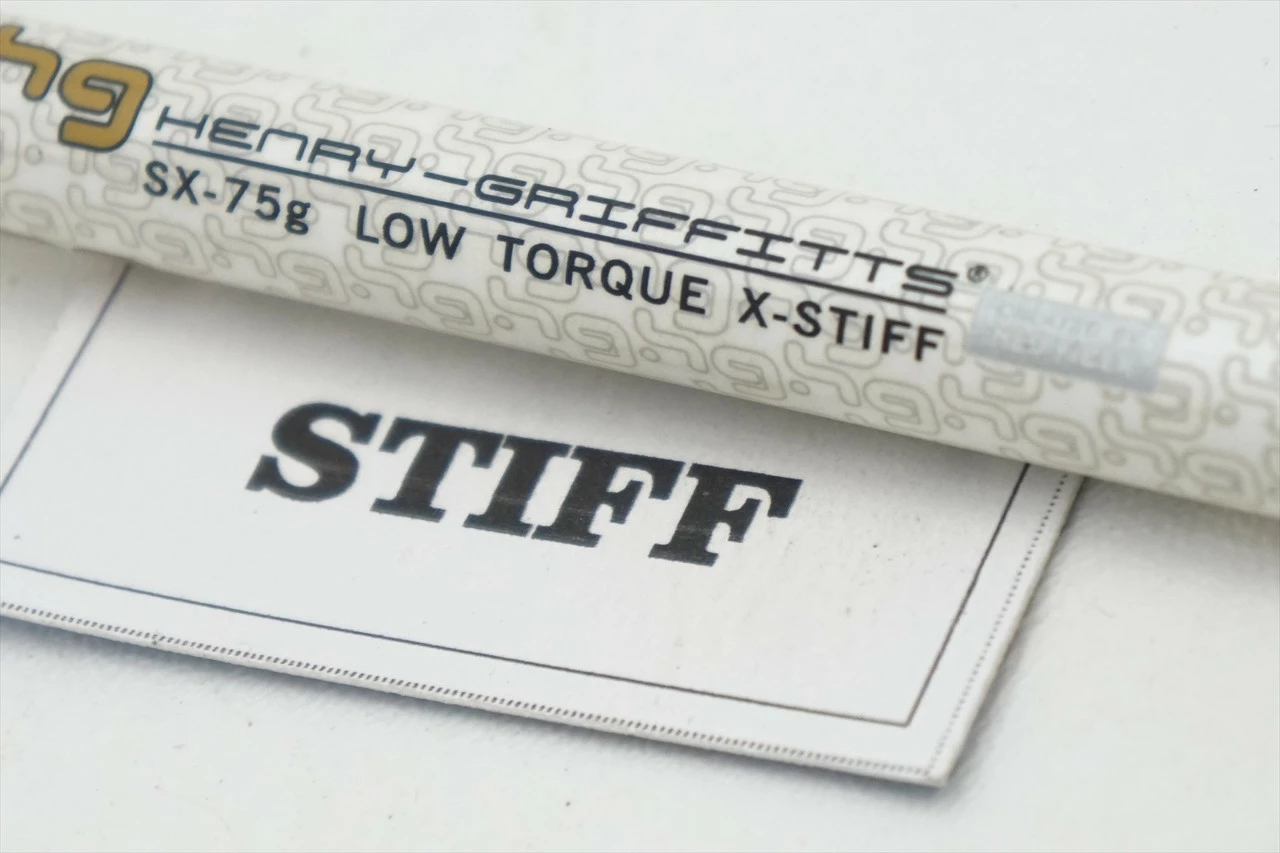 hg HENRY-GRIFFITTS®
SX-75g LOW TORQUE X-STIFF
STIFF